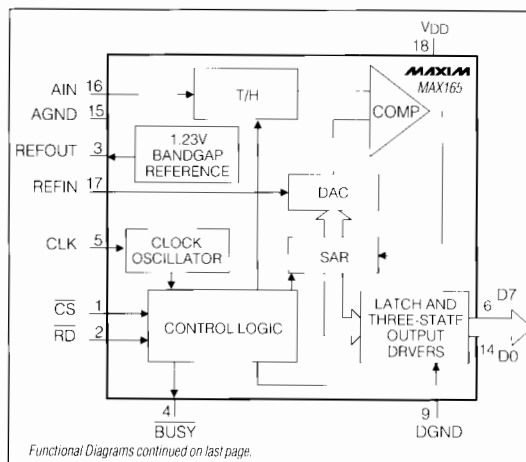 VDD
18
MAXIM
MAX165
AIN 16
T/H
COMP
AGND 15
REFOUT 3
1.23V
BANDGAP
REFERENCE
REFIN 17
DAC
CLK 5
CLOCK
OSCILLATOR
SAR
CS 1
RD 2
CONTROL LOGIC
LATCH AND
THREE-STATE
OUTPUT
DRVERS
6 D7
14 D0
4
BUSY
9
DGND
Functional Diagrams continued on last page.